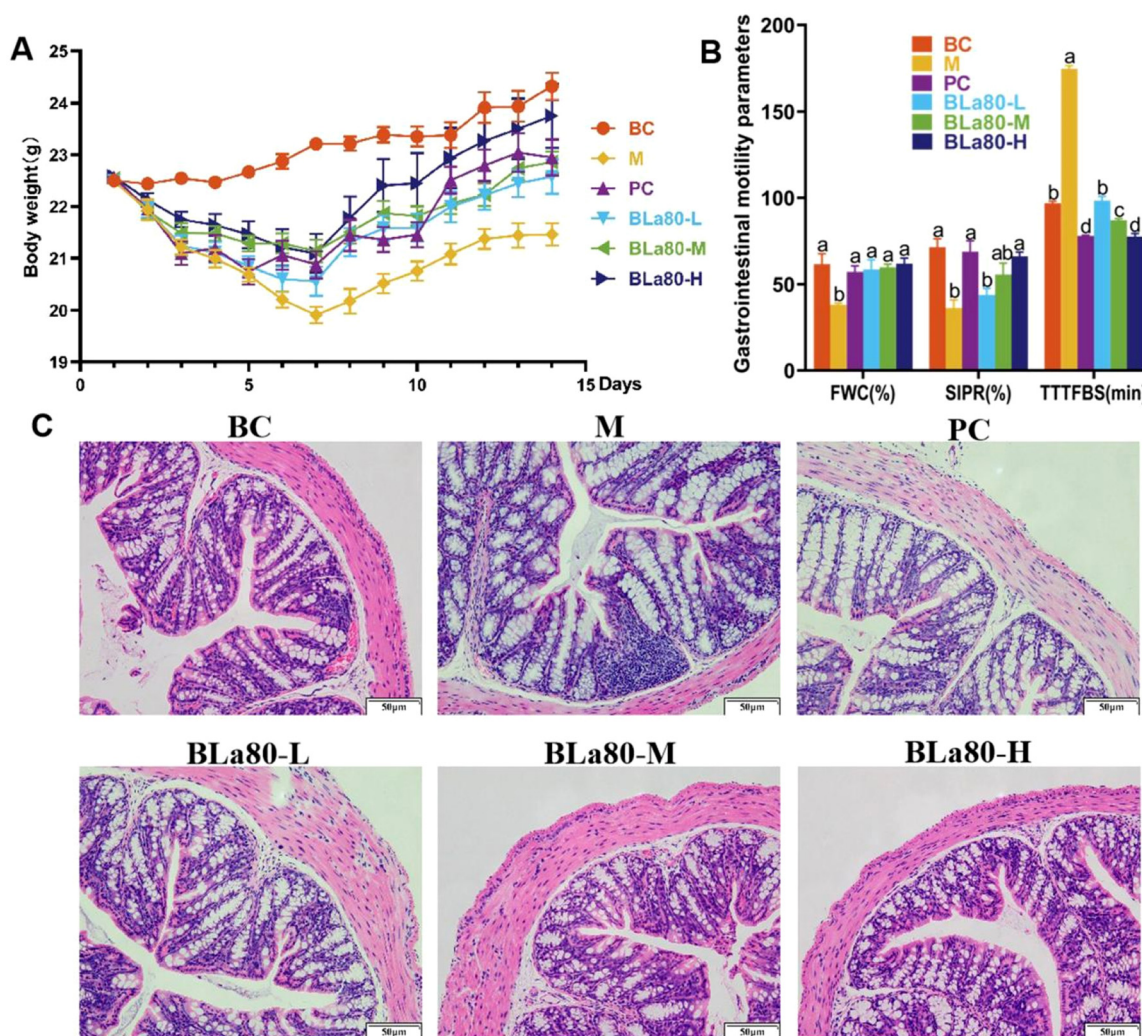 A
Body weight(g)
25
24
23
22
21
20
19
0
5
10
15
Days
BC
M
PC
BLa80-L
BLa80-M
BLa80-H
B
Gastrointestinal motility parameters
200
150
100
50
0
BC
M
PC
BLa80-L
BLa80-M
BLa80-H
a b a a a a
a b a b ab a
b a d b c d
FWC(%)
SIPR(%)
TTTFBS(min)
C
BC
M
PC
50μm
50μm
50μm
BLa80-L
BLa80-M
BLa80-H
50μm
50μm
50μm